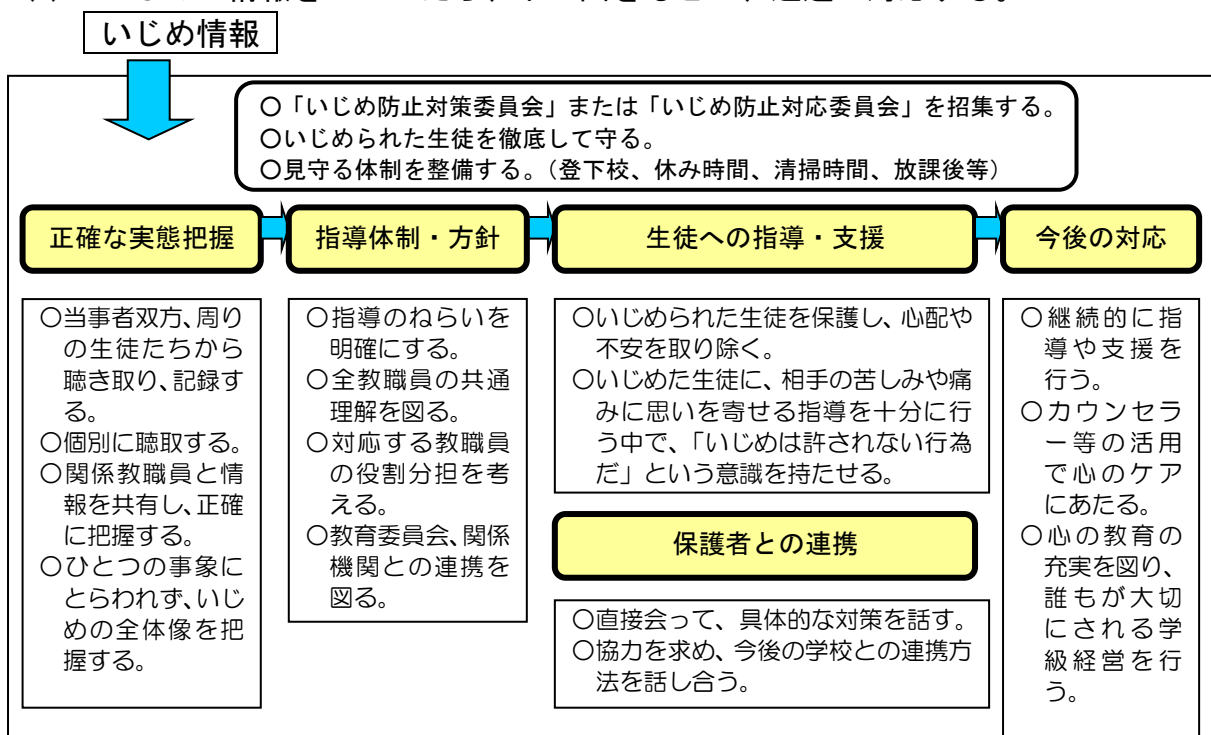 いじめ情報
〇「いじめ防止対策委員会」または「いじめ防止対応委員会」を招集する。
〇いじめられた生徒を徹底して守る。
〇見守る体制を整備する。（登下校、休み時間、清掃時間、放課後等）
正確な実態把握
〇当事者双方、周り
の生徒たちから
聴き取り、記録す
る。
〇個別に聴取する。
〇関係教職員と情
報を共有し、正確
に把握する。
〇ひとつの事象に
とらわれず、いじ
めの全体像を把
握する。
指導体制・方針
〇指導のねらいを
明確にする。
〇全教職員の共通
理解を図る。
〇対応する教職員
の役割分担を考
える。
〇教育委員会、関係
機関との連携を
図る。
生徒への指導・支援
〇いじめられた生徒を保護し、心配や
不安を取り除く。
〇いじめた生徒に、相手の苦しみや痛
みに思いを寄せる指導を十分に行
う中で、「いじめは許されない行為
だ」という意識を持たせる。
保護者との連携
〇直接会って、具体的な対策を話す。
〇協力を求め、今後の学校との連携方
法を話し合う。
今後の対応
〇継続的に指
導や支援を
行う。
〇カウンセラ
ー等の活用
で心のケア
にあたる。
〇心の教育の
充実を図り、
誰もが大切
にされる学
級経営を行
う。